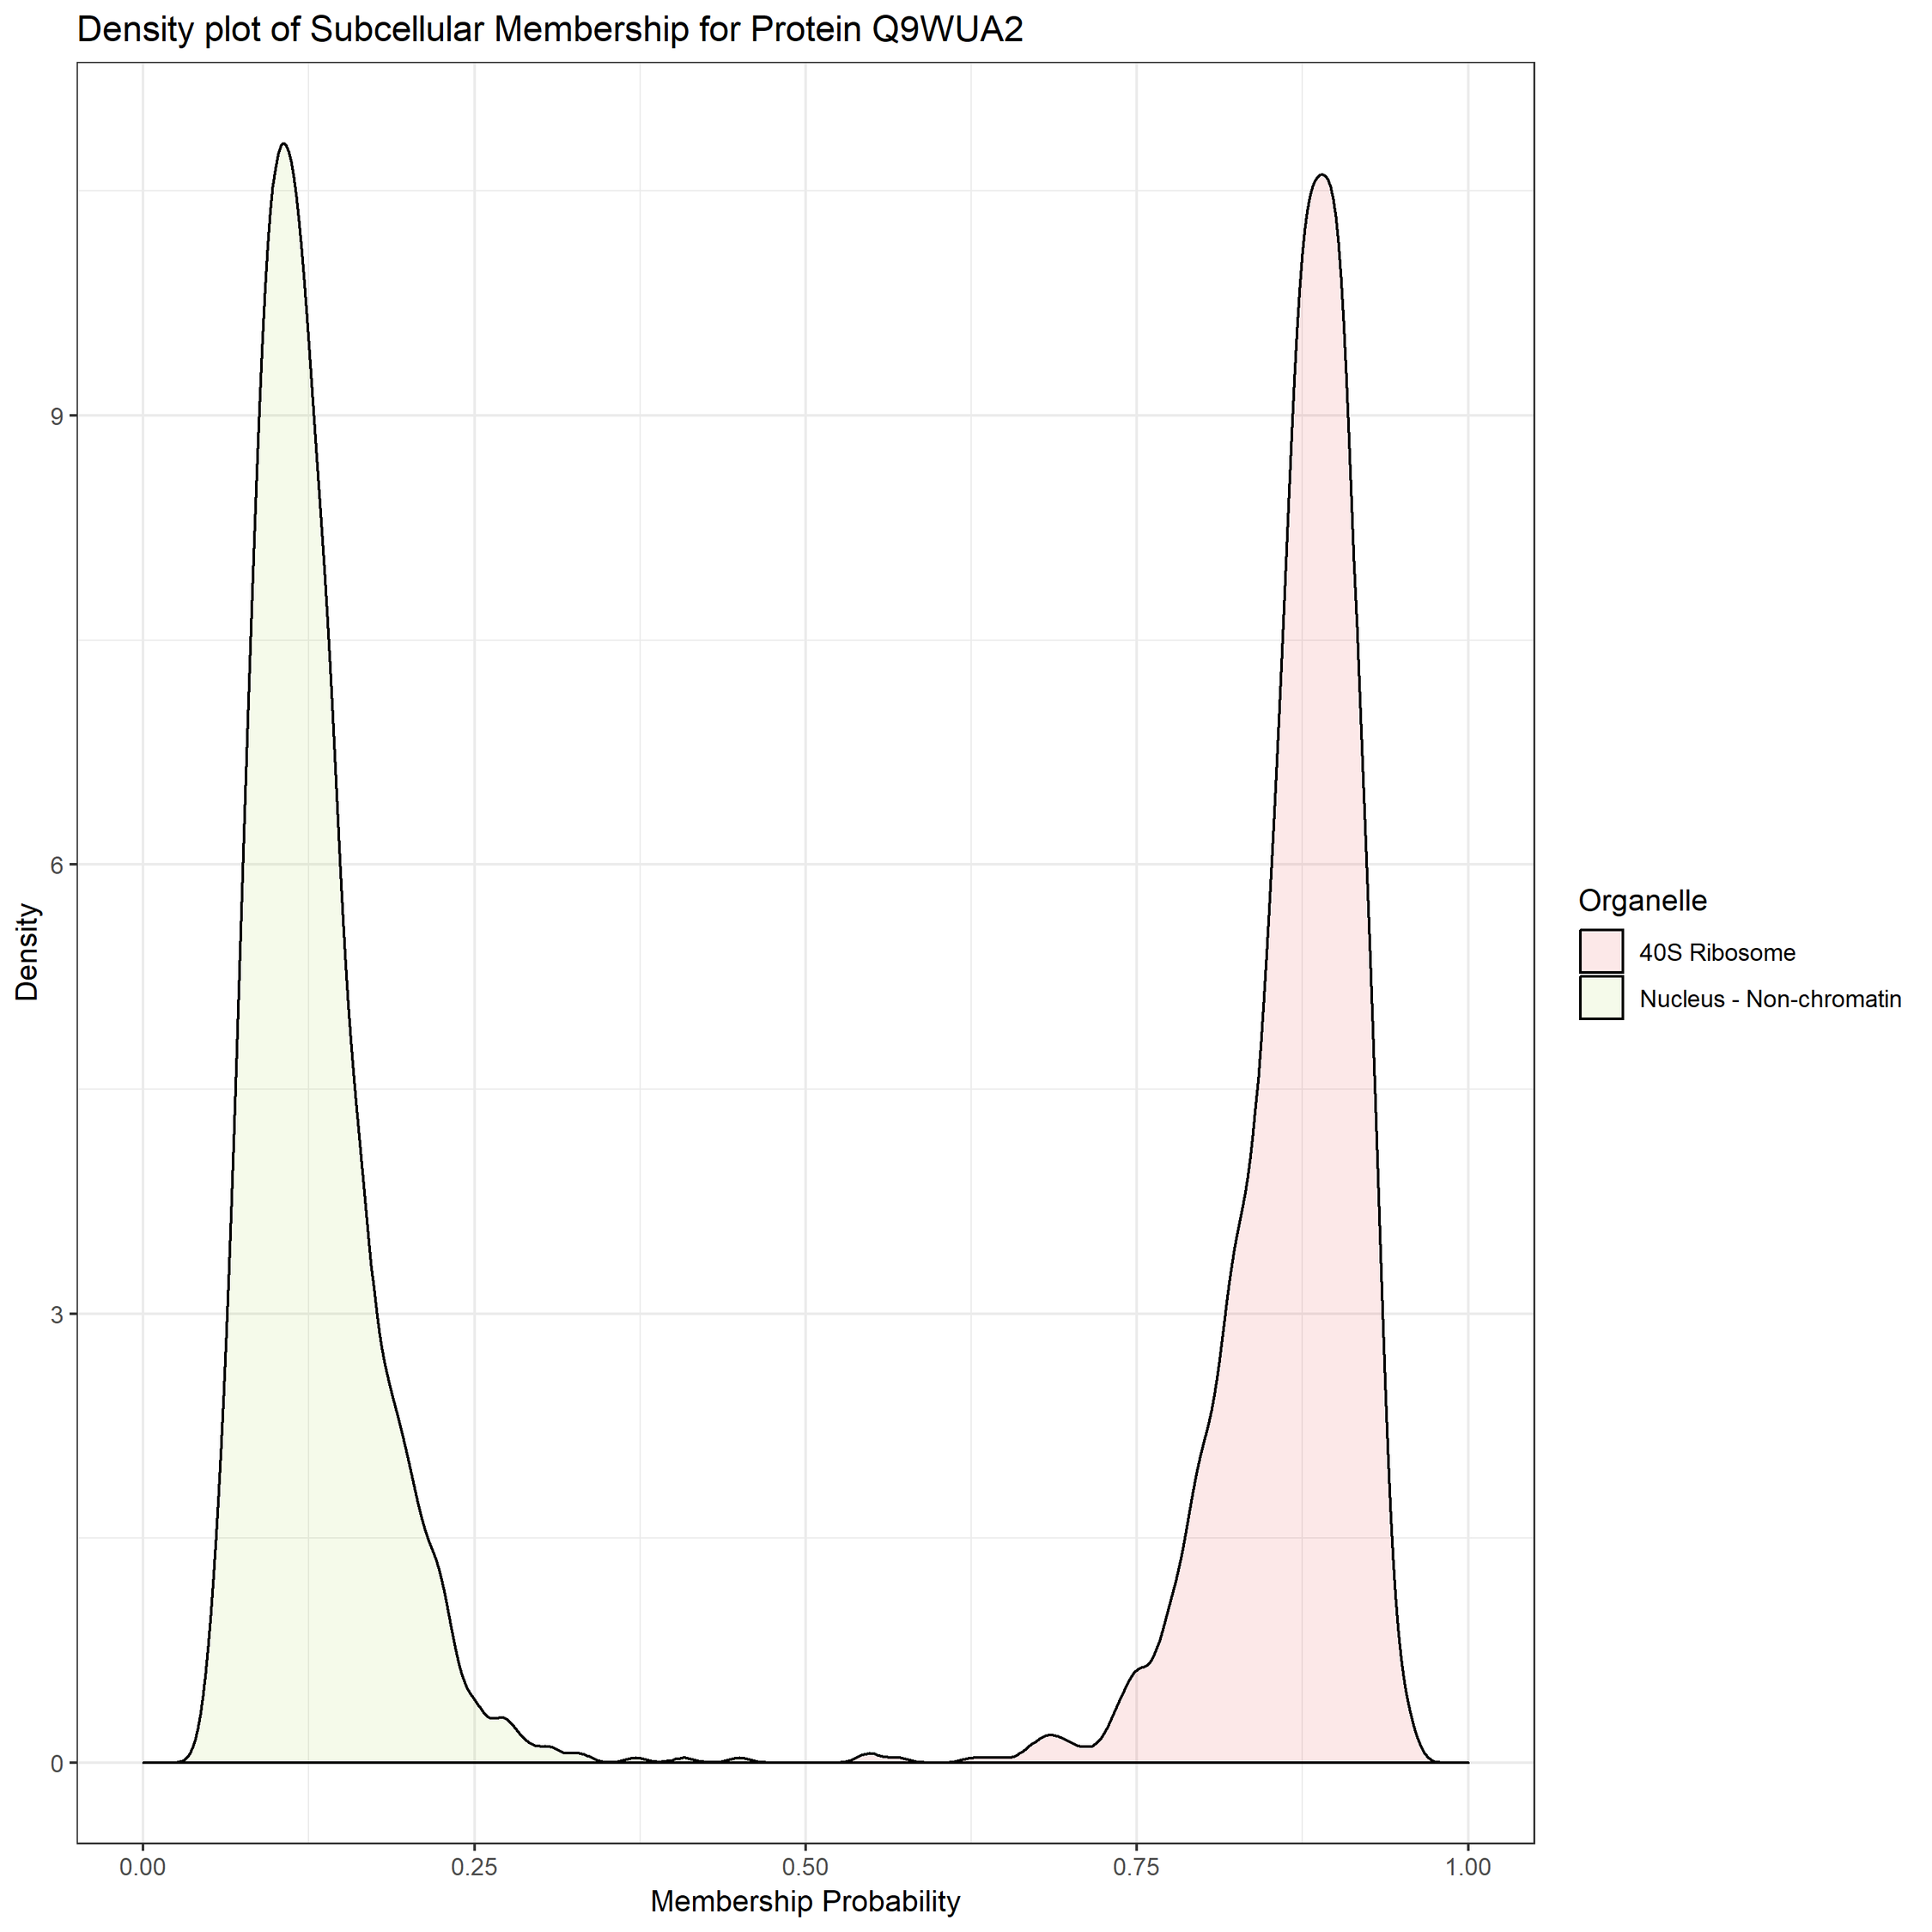 Density plot of Subcellular Membership for Protein Q9WUA2
9
6
3
0
Density
0.00 0.25 0.50 0.75 1.00
Membership Probability
Organelle
40S Ribosome
Nucleus - Non-chromatin